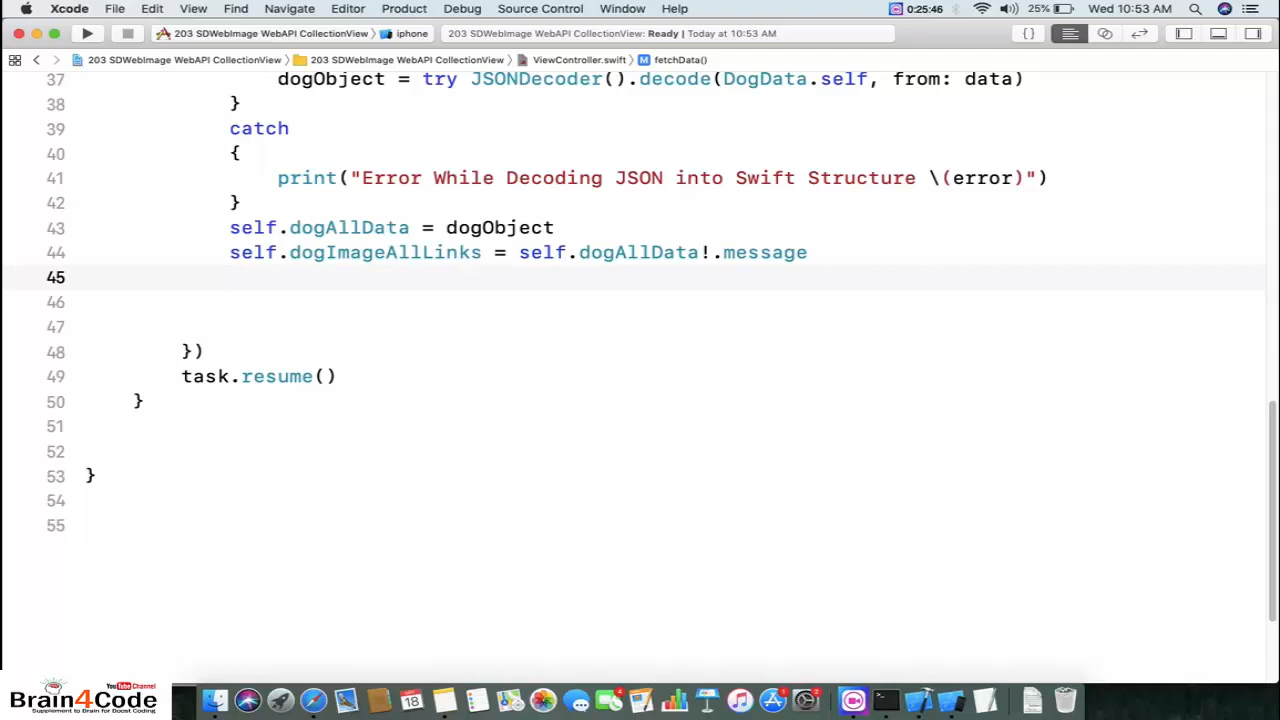 Xcode File Edit View Find Navigate Editor Product Debug Source Control Window Help 0:25:46 25% Wed 10:53 AM
203 SDWebImage WebAPI CollectionView iphone 203 SDWebImage WebAPI CollectionView: Ready | Today at 10:53 AM {}
203 SDWebImage WebAPI CollectionView 203 SDWebImage WebAPI CollectionView ViewController.swift M fetchData()
37 dogObject = try JSONDecoder().decode(DogData.self, from: data)
38 }
39 catch
40 {
41 print("Error While Decoding JSON into Swift Structure \(error)")
42 }
43 self.dogAllData = dogObject
44 self.dogImageAllLinks = self.dogAllData!.message
45
46
47
48 })
49 task.resume()
50 }
51
52
53 }
54
55
YouTube Channel
Brain4Code
Supplement to Brain for Boost Coding
18
4
1
2